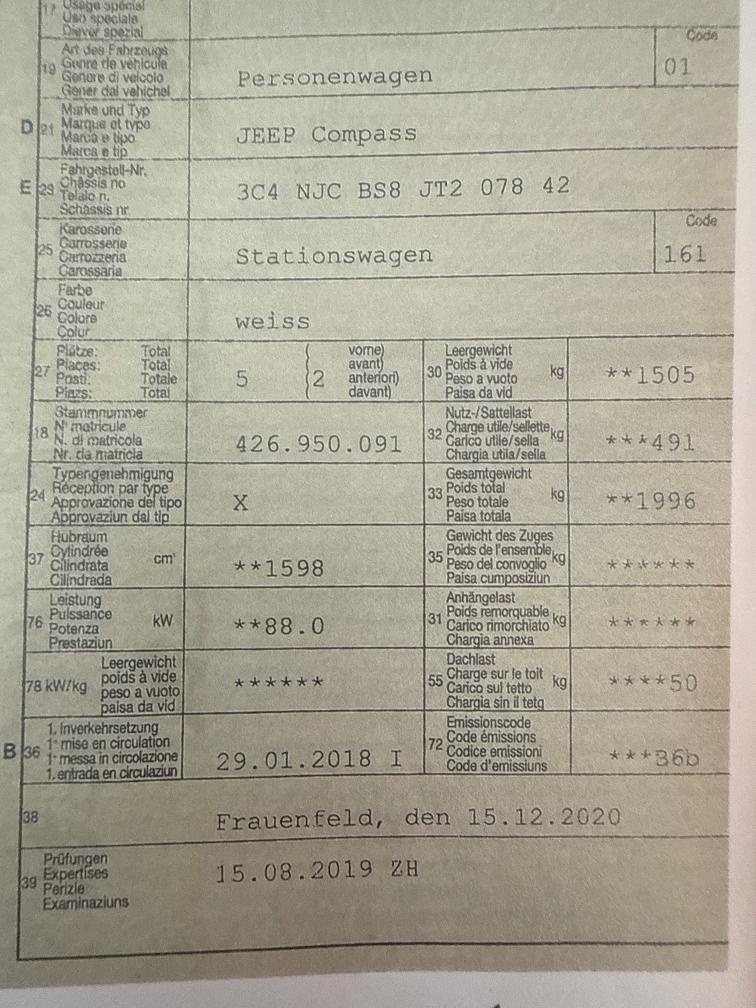 17 Usage spécial
Uso speciale
Diever spezial
Art des Fahrzeugs
19 Genre de véhicule
Genere di veicolo
Gener dal vehichel
Personenwagen
Code
01
Marke und Typ
D 21 Marque et type
Marca e tipo
Marca e tip
JEEP Compass
Fahrgestell-Nr.
E 23 Châssis no
Telaio n.
Schassis nr.
3C4 NJC BS8 JT2 078 42
Karosserie
25 Carrosserie
Carrozzeria
Carossaria
Stationswagen
Code
161
Farbe
26 Couleur
Colore
Colur
weiss
Plätze: Total
27 Places: Total
Posti: Totale
Plazs: Total
5 (2
vorne)
avant)
anteriori)
davant)
Leergewicht
30 Poids à vide kg
Peso a vuoto
Paisa da vid
**1505
Stammnummer
18 N° matricule
N. di matricola
Nr. da matricla
426.950.091
Nutz-/Sattellast
32 Charge utile/sellette kg
Carico utile/sella
Chargia utila/sella
***491
Typengenehmigung
24 Réception par type
Approvazione del tipo
Approvaziun dal tip
X
Gesamtgewicht
33 Poids total kg
Peso totale
Paisa totala
**1996
Hubraum
37 Cylindrée cm³
Cilindrata
Cilindrada
**1598
Gewicht des Zuges
35 Poids de l'ensemble kg
Peso del convoglio
Paisa cumposiziun
******
Leistung
76 Puissance kW
Potenza
Prestaziun
**88.0
Anhängelast
31 Poids remorquable kg
Carico rimorchiato
Chargia annexa
******
Leergewicht
78 kW/kg poids à vide
peso a vuoto
paisa da vid
******
Dachlast
55 Charge sur le toit kg
Carico sul tetto
Chargia sin il tetg
****50
1. Inverkehrsetzung
B 36 1ᵉ mise en circulation
1ᵃ messa in circolazione
1. entrada en circulaziun
29.01.2018 I
Emissionscode
72 Code émissions
Codice emissioni
Code d'emissiuns
***36b
38
Frauenfeld, den 15.12.2020
Prüfungen
39 Expertises
Perizie
Examinaziuns
15.08.2019 ZH